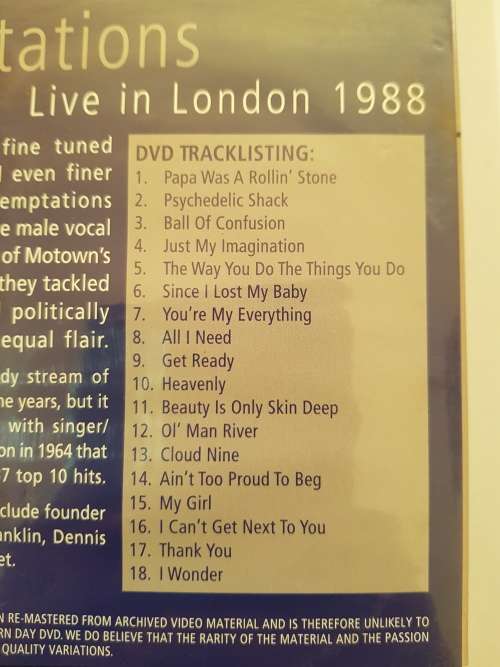 tations
Live in London 1988
fine tuned
even finer
emptations
e male vocal
of Motown's
they tackled
politically
equal flair.
dy stream of
he years, but it
with singer/
on in 1964 that
7 top 10 hits.
clude founder
anklin, Dennis
et.
DVD TRACKLISTING:
1. Papa Was A Rollin' Stone
2. Psychedelic Shack
3. Ball Of Confusion
4. Just My Imagination
5. The Way You Do The Things You Do
6. Since I Lost My Baby
7. You're My Everything
8. All I Need
9. Get Ready
10. Heavenly
11. Beauty Is Only Skin Deep
12. Ol' Man River
13. Cloud Nine
14. Ain't Too Proud To Beg
15. My Girl
16. I Can't Get Next To You
17. Thank You
18. I Wonder
N RE-MASTERED FROM ARCHIVED VIDEO MATERIAL AND IS THEREFORE UNLIKELY TO
RN DAY DVD. WE DO BELIEVE THAT THE RARITY OF THE MATERIAL AND THE PASSION
QUALITY VARIATIONS.